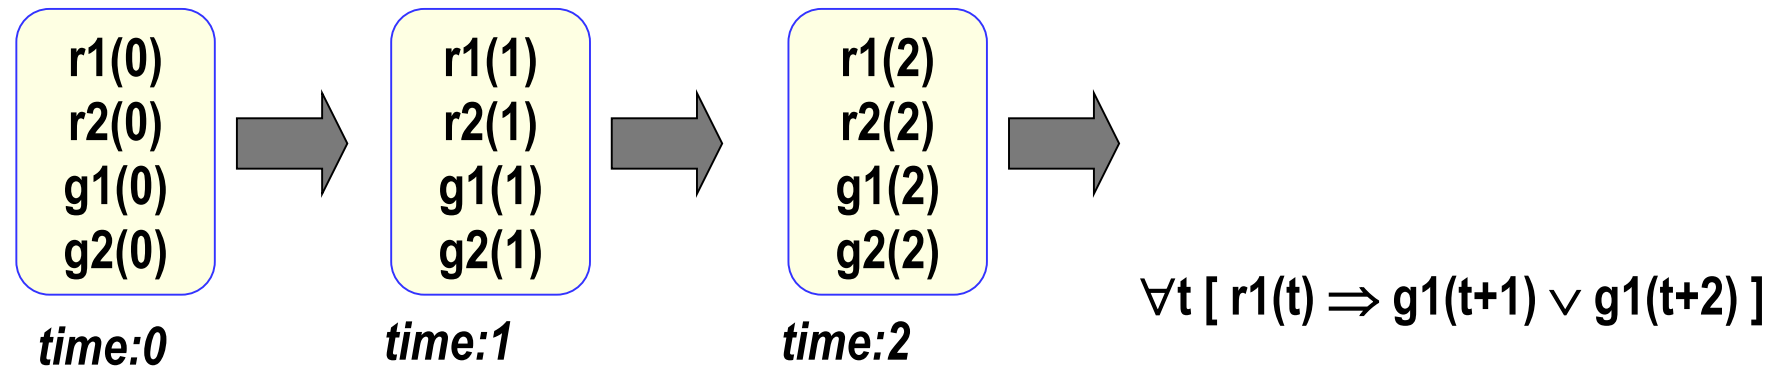 r1(0)
r2(0)
g1(0)
g2(0)
time:0
r1(1)
r2(1)
g1(1)
g2(1)
time:1
r1(2)
r2(2)
g1(2)
g2(2)
time:2
∀t [ r1(t) ⇒ g1(t+1) ∨ g1(t+2) ]